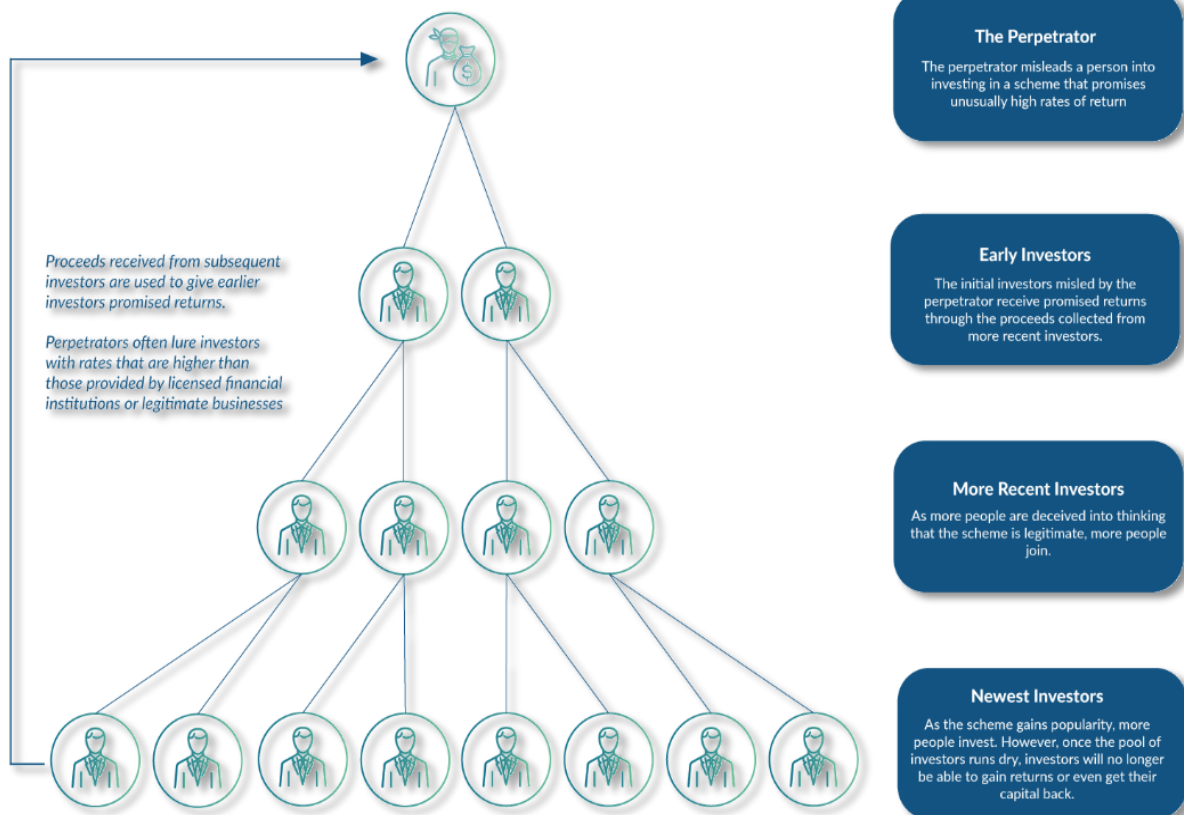 The Perpetrator
The perpetrator misleads a person into
investing in a scheme that promises
unusually high rates of return
$
Proceeds received from subsequent
investors are used to give earlier
investors promised returns.
Perpetrators often lure investors
with rates that are higher than
those provided by licensed financial
institutions or legitimate businesses
Early Investors
The initial investors misled by the
perpetrator receive promised returns
through the proceeds collected from
more recent investors.
More Recent Investors
As more people are deceived into thinking
that the scheme is legitimate, more people
join.
Newest Investors
As the scheme gains popularity, more
people invest. However, once the pool of
investors runs dry, investors will no longer
be able to gain returns or even get their
capital back.